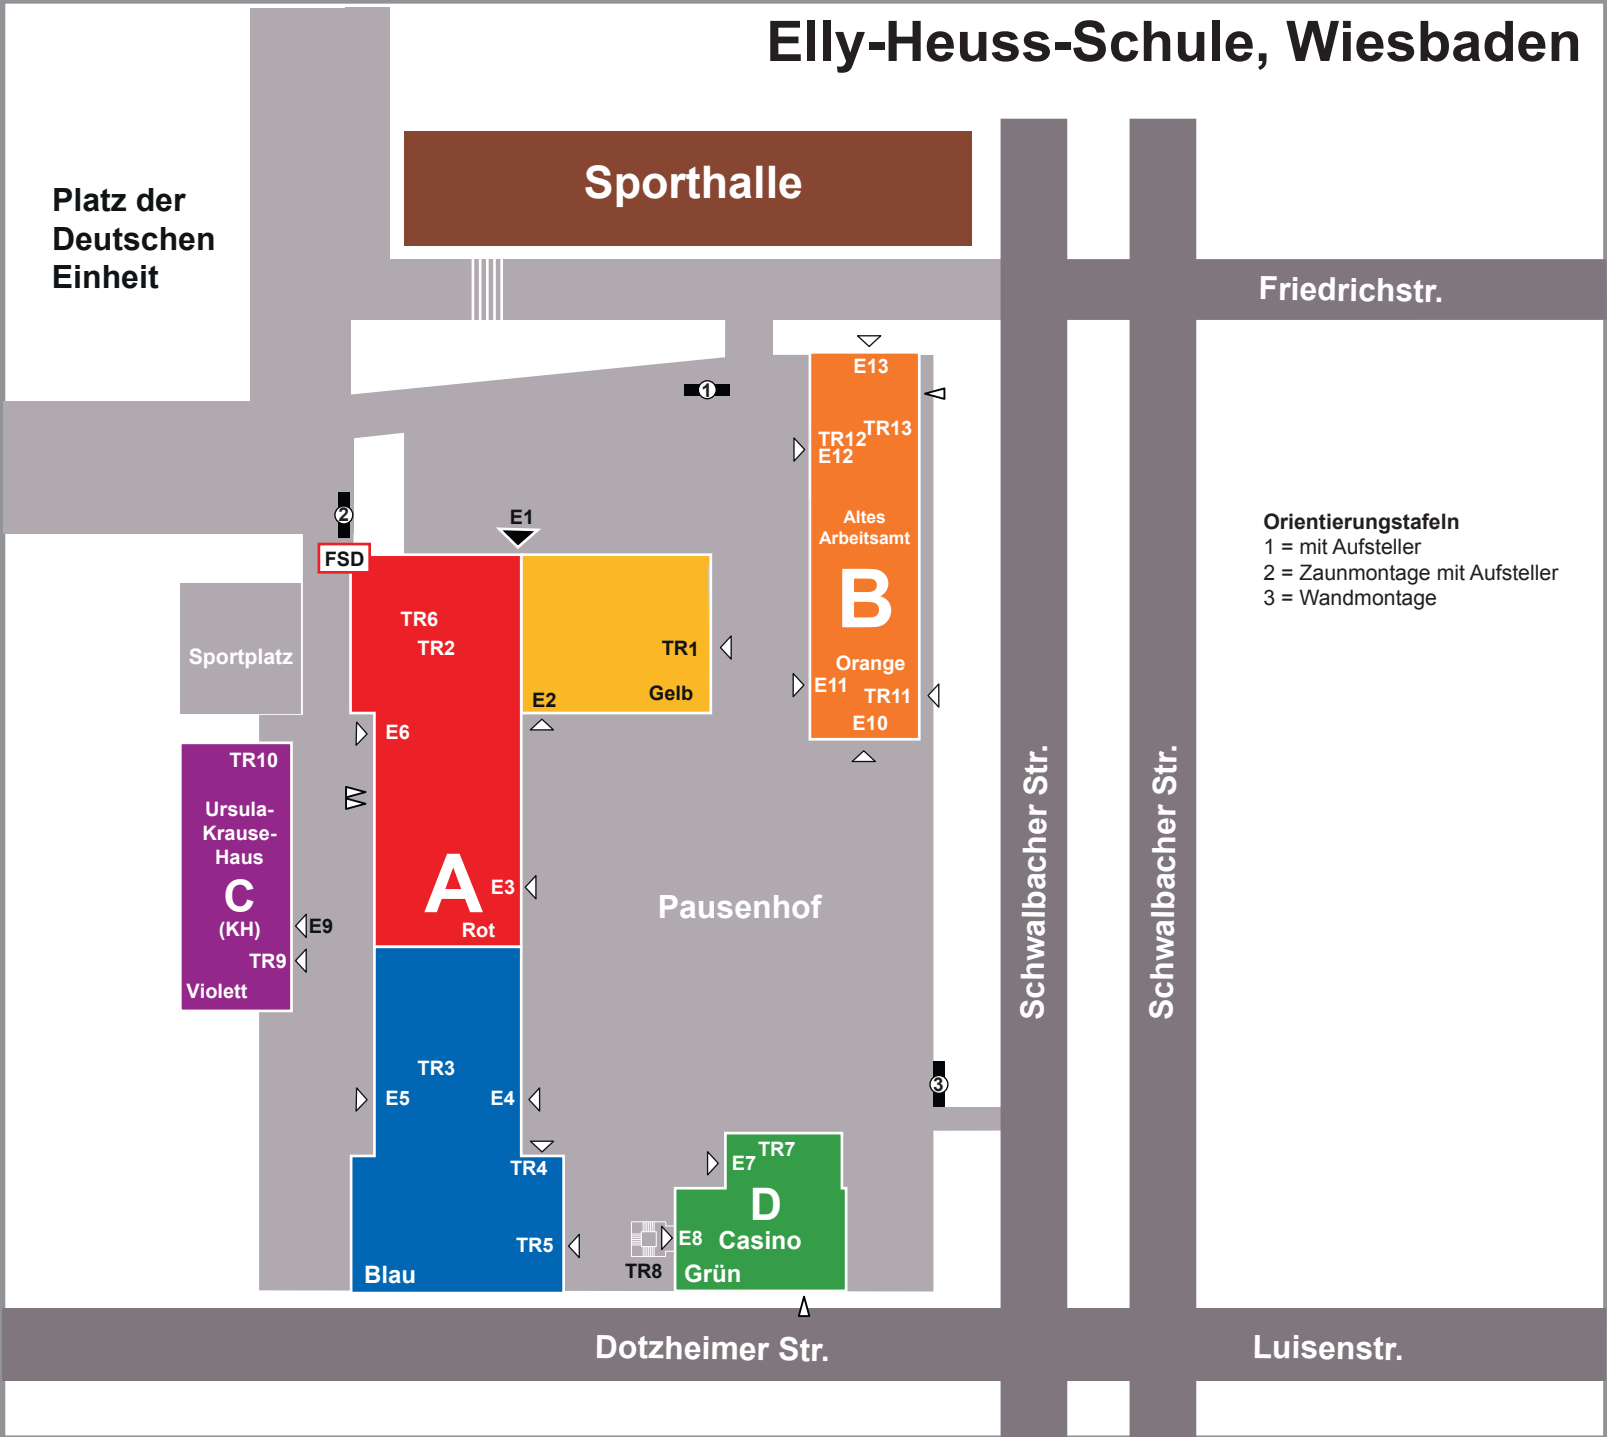 Elly-Heuss-Schule, Wiesbaden
Sporthalle
Platz der
Deutschen
Einheit
Friedrichstr.
E13
1
TR13
TR12
E12
2
E1
Altes
Arbeitsamt
B
Orientierungstafeln
1 = mit Aufsteller
2 = Zaunmontage mit Aufsteller
3 = Wandmontage
FSD
TR6
TR2
TR1
Sportplatz
Orange
E11
TR11
E10
E2
Gelb
E6
TR10
Ursula-
Krause-
Haus
C
(KH)
E9
TR9
Violett
A
E3
Rot
Pausenhof
Schwalbacher Str.
Schwalbacher Str.
TR3
E5
E4
3
TR4
TR5
Blau
TR7
E7
D
E8
Casino
TR8
Grün
Dotzheimer Str.
Luisenstr.